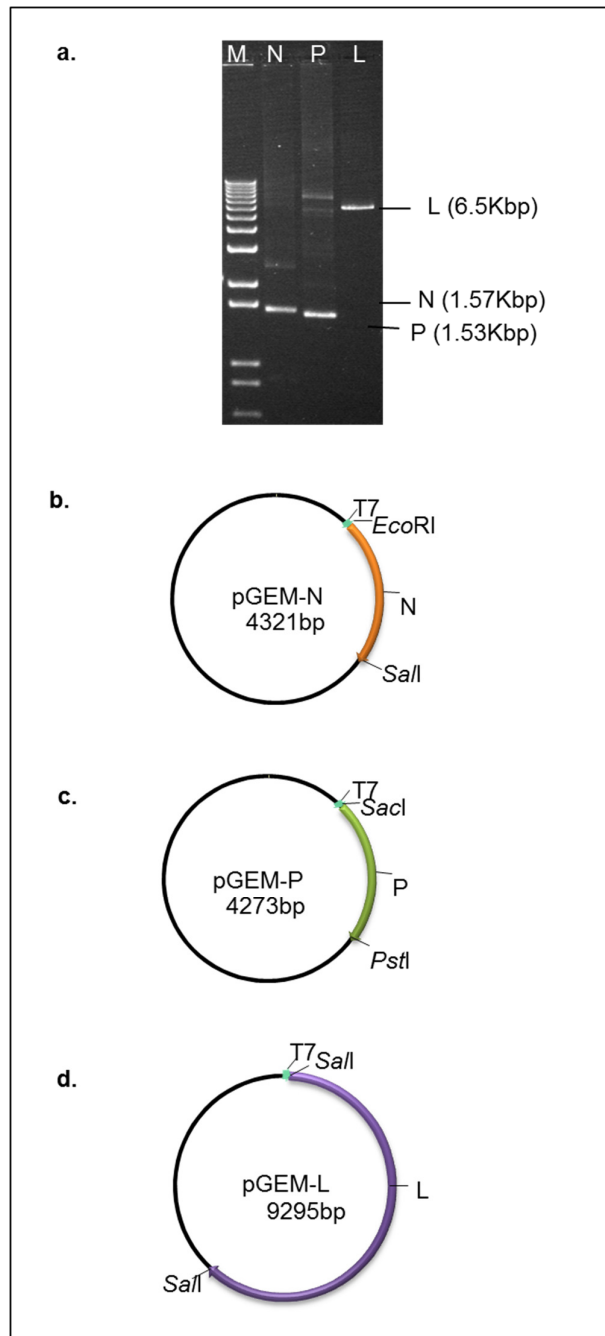 a.
M N P L
L (6.5Kbp)
N (1.57Kbp)
P (1.53Kbp)
b.
T7
EcoRI
pGEM-N
4321bp
N
SalI
c.
T7
SacI
pGEM-P
4273bp
P
PstI
d.
T7
SalI
pGEM-L
9295bp
L
SalI